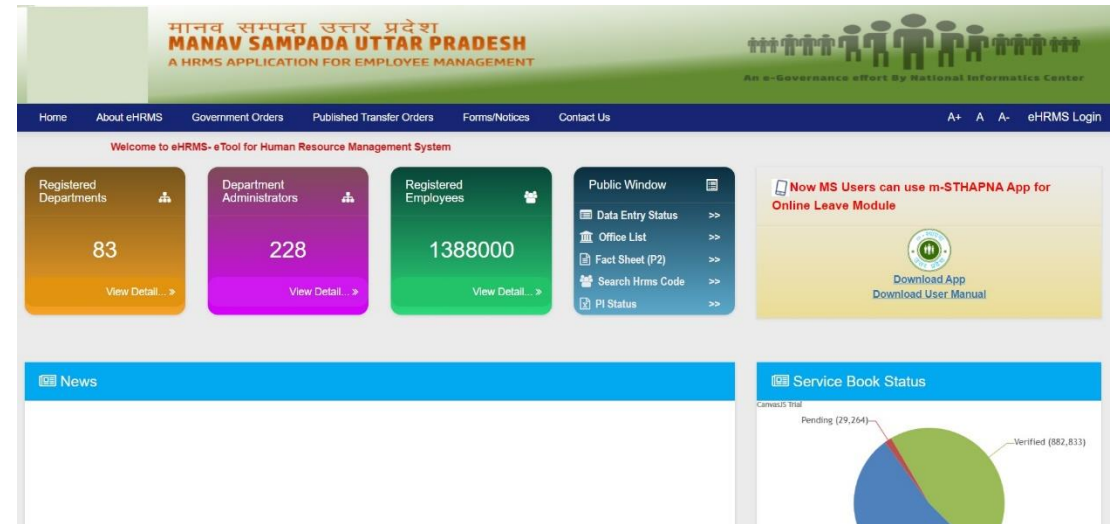 मानव सम्पदा उत्तर प्रदेश
MANAV SAMPADA UTTAR PRADESH
A HRMS APPLICATION FOR EMPLOYEE MANAGEMENT
An e-Governance effort By National Informatics Center
Home About eHRMS Government Orders Published Transfer Orders Forms/Notices Contact Us A+ A A- eHRMS Login
Welcome to eHRMS- eTool for Human Resource Management System
Registered
Departments
83
View Detail... »
Department
Administrators
228
View Detail... »
Registered
Employees
1388000
View Detail... »
Public Window
Data Entry Status >>
Office List >>
Fact Sheet (P2) >>
Search Hrms Code >>
PI Status >>
Now MS Users can use m-STHAPNA App for
Online Leave Module
Download App
Download User Manual
News
Service Book Status
CanvasJS Trial
Pending (29,264)
Verified (882,833)